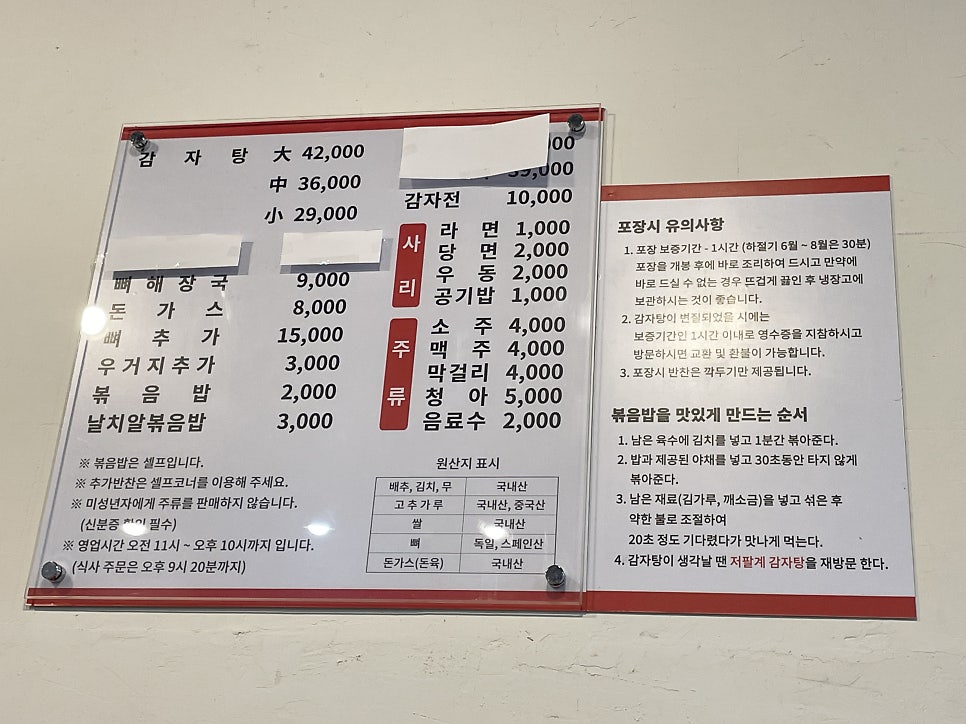 감 자 탕 大 42,000
中 36,000
小 29,000
뼈 해 장 국 9,000
돈 가 스 8,000
뼈 추 가 15,000
우 거 지 추 가 3,000
볶 음 밥 2,000
날치알볶음밥 3,000
※ 볶음밥은 셀프입니다.
※ 추가반찬은 셀프코너를 이용해 주세요.
※ 미성년자에게 주류를 판매하지 않습니다.
(신분증 확인 필수)
※ 영업시간 오전 11시 ~ 오후 10시까지 입니다.
(식사 주문은 오후 9시 20분까지)
39,000
감자전 10,000
사리
라 면 1,000
당 면 2,000
우 동 2,000
공기밥 1,000
주류
소 주 4,000
맥 주 4,000
막걸리 4,000
청 아 5,000
음료수 2,000
원산지 표시
배추, 김치, 무 국내산
고 추 가 루 국내산, 중국산
쌀 국내산
뼈 독일, 스페인산
돈가스(돈육) 국내산
포장시 유의사항
1. 포장 보증기간 - 1시간 (하절기 6월 ~ 8월은 30분)
포장을 개봉 후에 바로 조리하여 드시고 만약에
바로 드실 수 없는 경우 뜨겁게 끓인 후 냉장고에
보관하시는 것이 좋습니다.
2. 감자탕이 변질되었을 시에는
보증기간인 1시간 이내로 영수증을 지참하시고
방문하시면 교환 및 환불이 가능합니다.
3. 포장시 반찬은 깍두기만 제공됩니다.
볶음밥을 맛있게 만드는 순서
1. 남은 육수에 김치를 넣고 1분간 볶아준다.
2. 밥과 제공된 야채를 넣고 30초동안 타지 않게
볶아준다.
3. 남은 재료(김가루, 깨소금)을 넣고 섞은 후
약한 불로 조절하여
20초 정도 기다렸다가 맛나게 먹는다.
4. 감자탕이 생각날 땐 저팔계 감자탕을 재방문 한다.